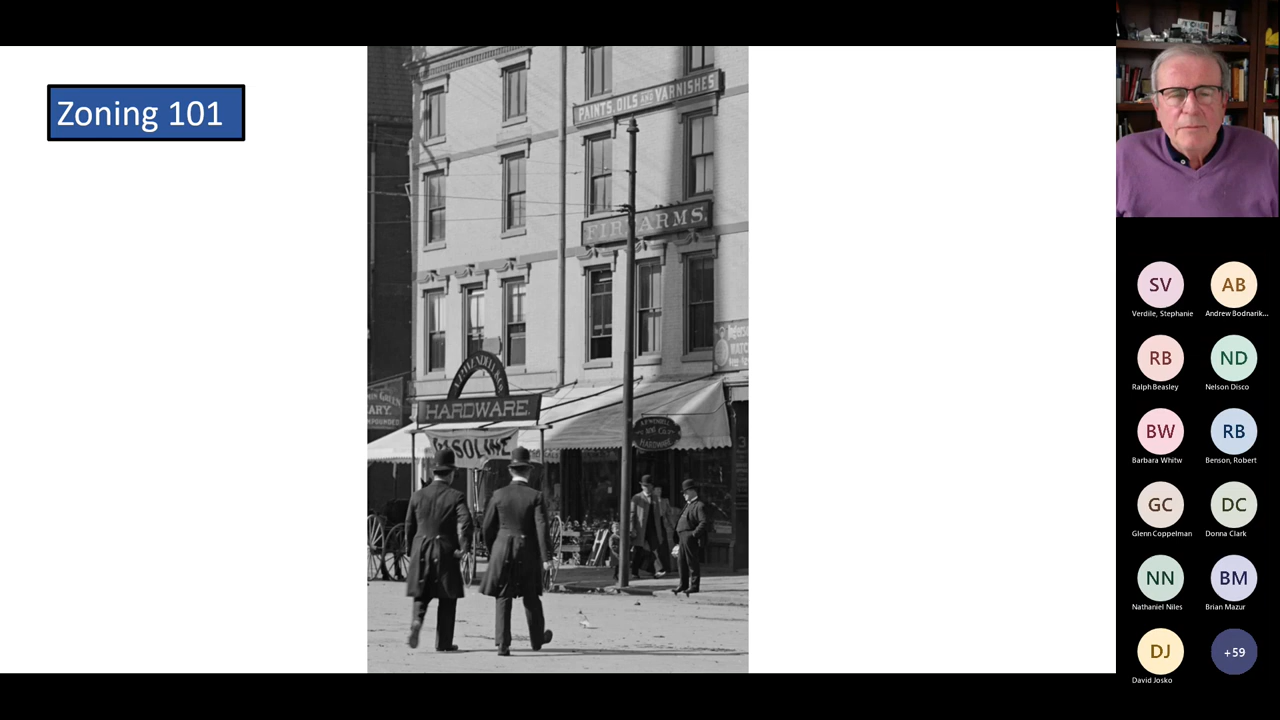 Zoning 101
PAINTS, OILS AND VARNISHES
FIREARMS.
HARDWARE.
GASOLINE
HARDWARE
SV
Verdile, Stephanie
AB
Andrew Bodnarik...
RB
Ralph Beasley
ND
Nelson Disco
BW
Barbara Whitw
RB
Benson, Robert
GC
Glenn Coppelman
DC
Donna Clark
NN
Nathaniel Niles
BM
Brian Mazur
DJ
David Josko
+59